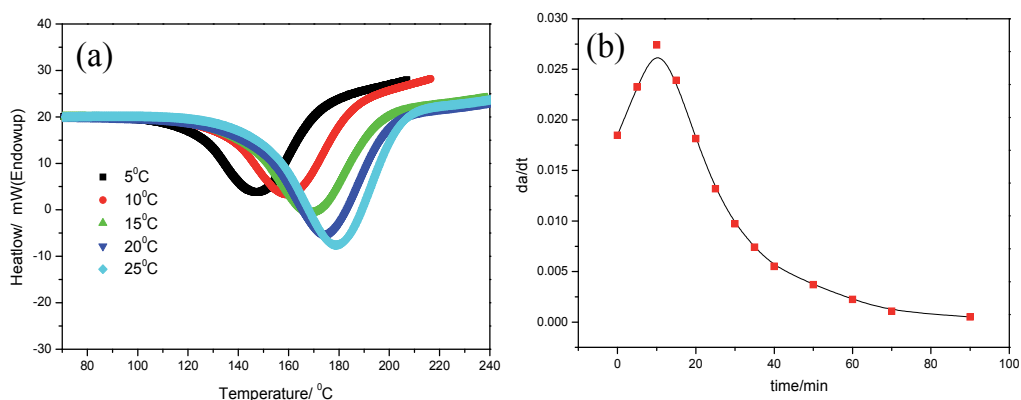 (a)
Heatlow/ mW(Endowup)
40
30
20
10
0
-10
-20
-30
5⁰C
10⁰C
15⁰C
20⁰C
25⁰C
80 100 120 140 160 180 200 220 240
Temperature/ ⁰C
(b)
da/dt
0.030
0.025
0.020
0.015
0.010
0.005
0.000
0 20 40 60 80 100
time/min